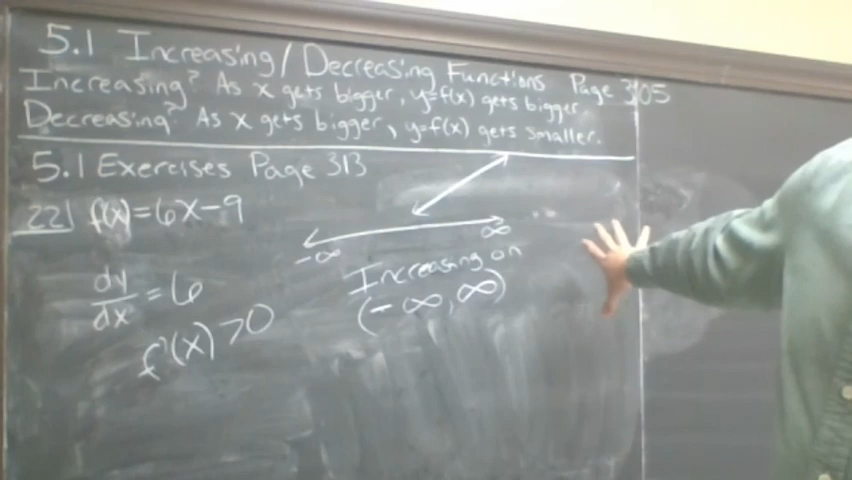 5.1 Increasing/Decreasing Functions Page 305
Increasing? As x gets bigger, y=f(x) gets bigger.
Decreasing? As x gets bigger, y=f(x) gets smaller.
5.1 Exercises Page 313
22) f(x)=6x-9
-∞ ∞
dy/dx = 6
Increasing on
(-∞, ∞)
f'(x) > 0